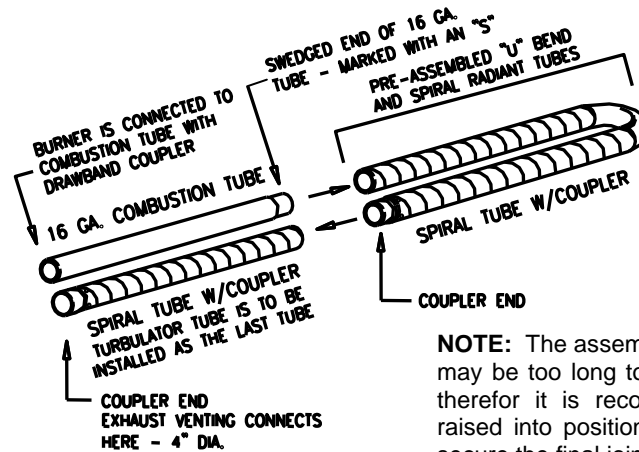 SWEDGED END OF 16 GA.
TUBE - MARKED WITH AN "S"
PRE-ASSEMBLED "U" BEND
AND SPIRAL RADIANT TUBES
BURNER IS CONNECTED TO
COMBUSTION TUBE WITH
DRAWBAND COUPLER
16 GA. COMBUSTION TUBE
SPIRAL TUBE W/COUPLER
SPIRAL TUBE W/COUPLER
TURBULATOR TUBE IS TO BE
INSTALLED AS THE LAST TUBE
COUPLER END
COUPLER END
EXHAUST VENTING CONNECTS
HERE - 4" DIA.
NOTE: The assem
may be too long to
therefor it is reco
raised into position
secure the final join